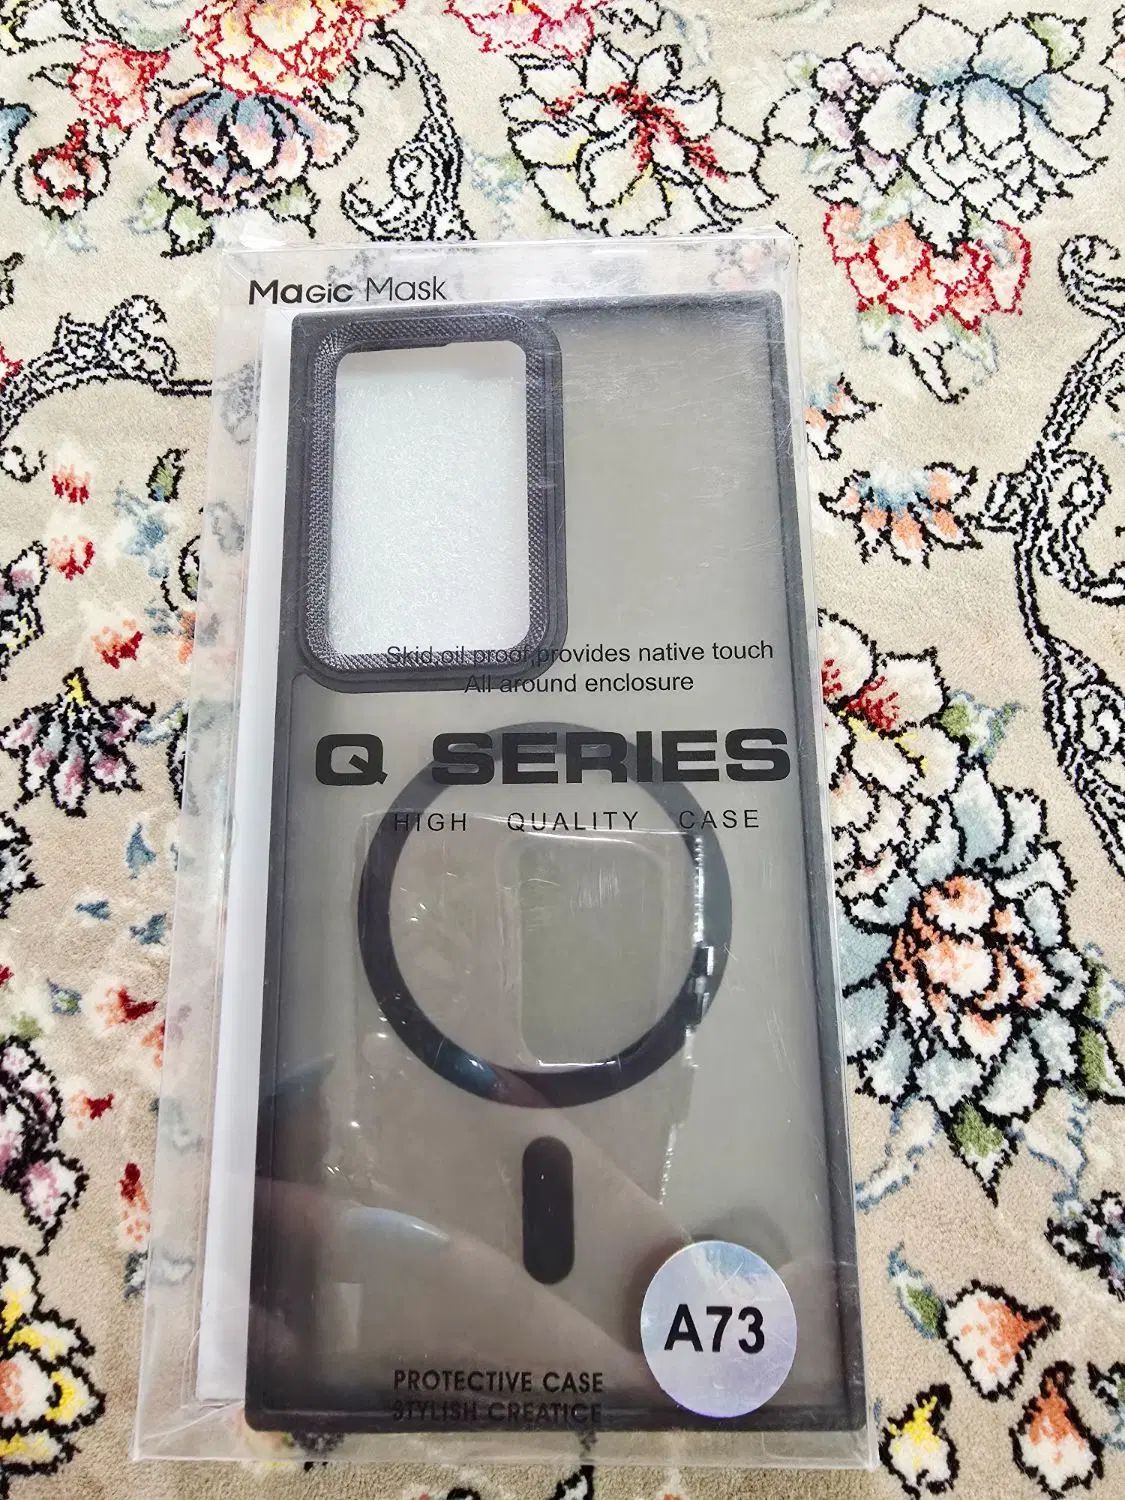 Magic Mask
Skid,oil proof,provides native touch
All around enclosure
Q SERIES
HIGH QUALITY CASE
A73
PROTECTIVE CASE
STYLISH CREATICE